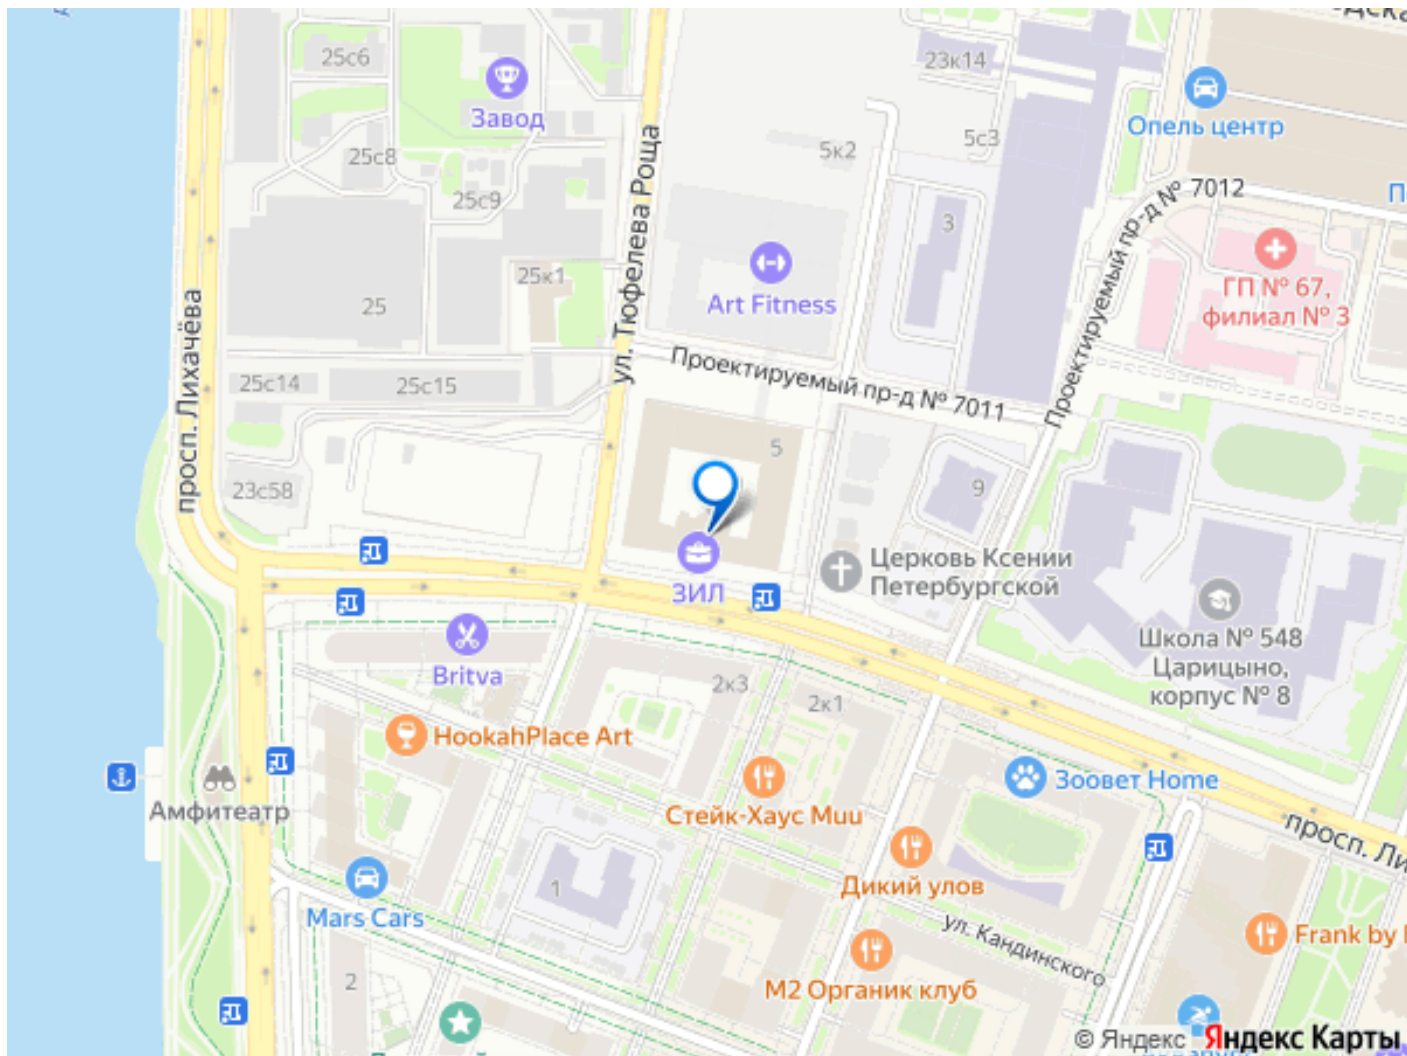 25с6
Завод
23к14
Опель центр
5с3
5к2
25с8
25с9
ул. Тюфелева Роща
Проектируемый пр-д № 7012
3
25к1
Art Fitness
ГП № 67,
филиал № 3
25
просп. Лихачёва
Проектируемый пр-д № 7011
25с14
25с15
5
23с58
9
ЗИЛ
Церковь Ксении
Петербургской
Школа № 548
Царицыно,
корпус № 8
Britva
2к3
2к1
HookahPlace Art
Зоовет Home
Амфитеатр
Стейк-Хаус Muu
просп. Ли
1
Дикий улов
Mars Cars
ул. Кандинского
Frank by
2
М2 Органик клуб
© Яндекс Яндекс Карты